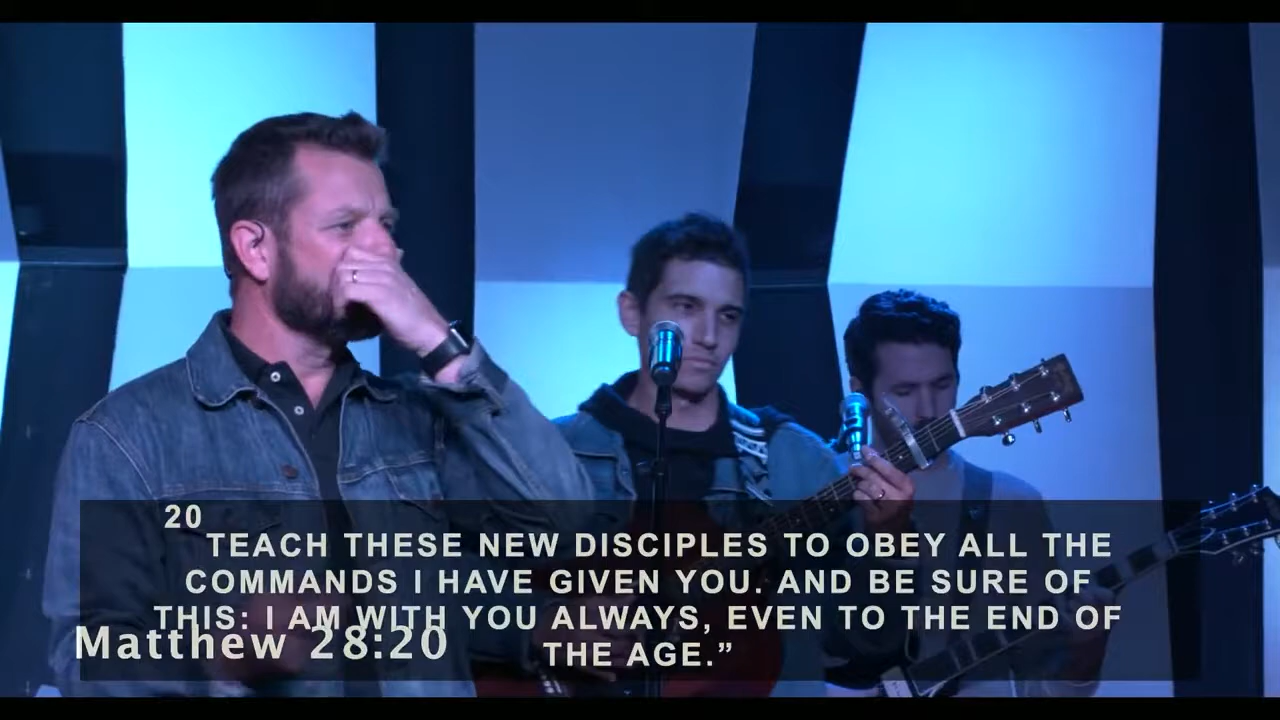 20
TEACH THESE NEW DISCIPLES TO OBEY ALL THE
COMMANDS I HAVE GIVEN YOU. AND BE SURE OF
THIS: I AM WITH YOU ALWAYS, EVEN TO THE END OF
THE AGE.”
Matthew 28:20